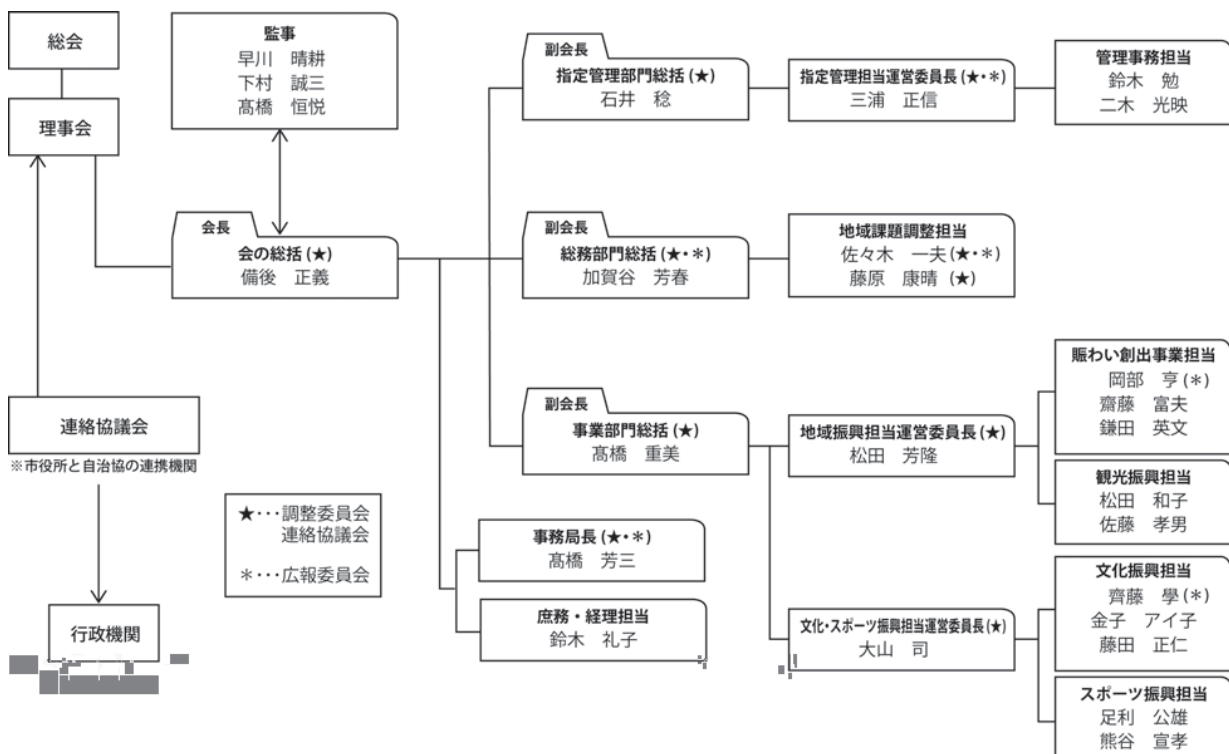 総会
理事会
監事
早川 晴耕
下村 誠三
髙橋 恒悦
会長
会の総括(★)
備後 正義
連絡協議会
※市役所と自治協の連携機関
行政機関
★･･･調整委員会
連絡協議会
＊･･･広報委員会
副会長
指定管理部門総括(★)
石井 稔
指定管理担当運営委員長(★・＊)
三浦 正信
管理事務担当
鈴木 勉
二木 光映
副会長
総務部門総括(★・＊)
加賀谷 芳春
地域課題調整担当
佐々木 一夫(★・＊)
藤原 康晴 (★)
副会長
事業部門総括(★)
髙橋 重美
地域振興担当運営委員長(★)
松田 芳隆
賑わい創出事業担当
岡部 亨(＊)
齋藤 富夫
鎌田 英文
観光振興担当
松田 和子
佐藤 孝男
事務局長(★・＊)
髙橋 芳三
庶務・経理担当
鈴木 礼子
文化・スポーツ振興担当運営委員長(★)
大山 司
文化振興担当
齊藤 學(＊)
金子 アイ子
藤田 正仁
スポーツ振興担当
足利 公雄
熊谷 宣孝